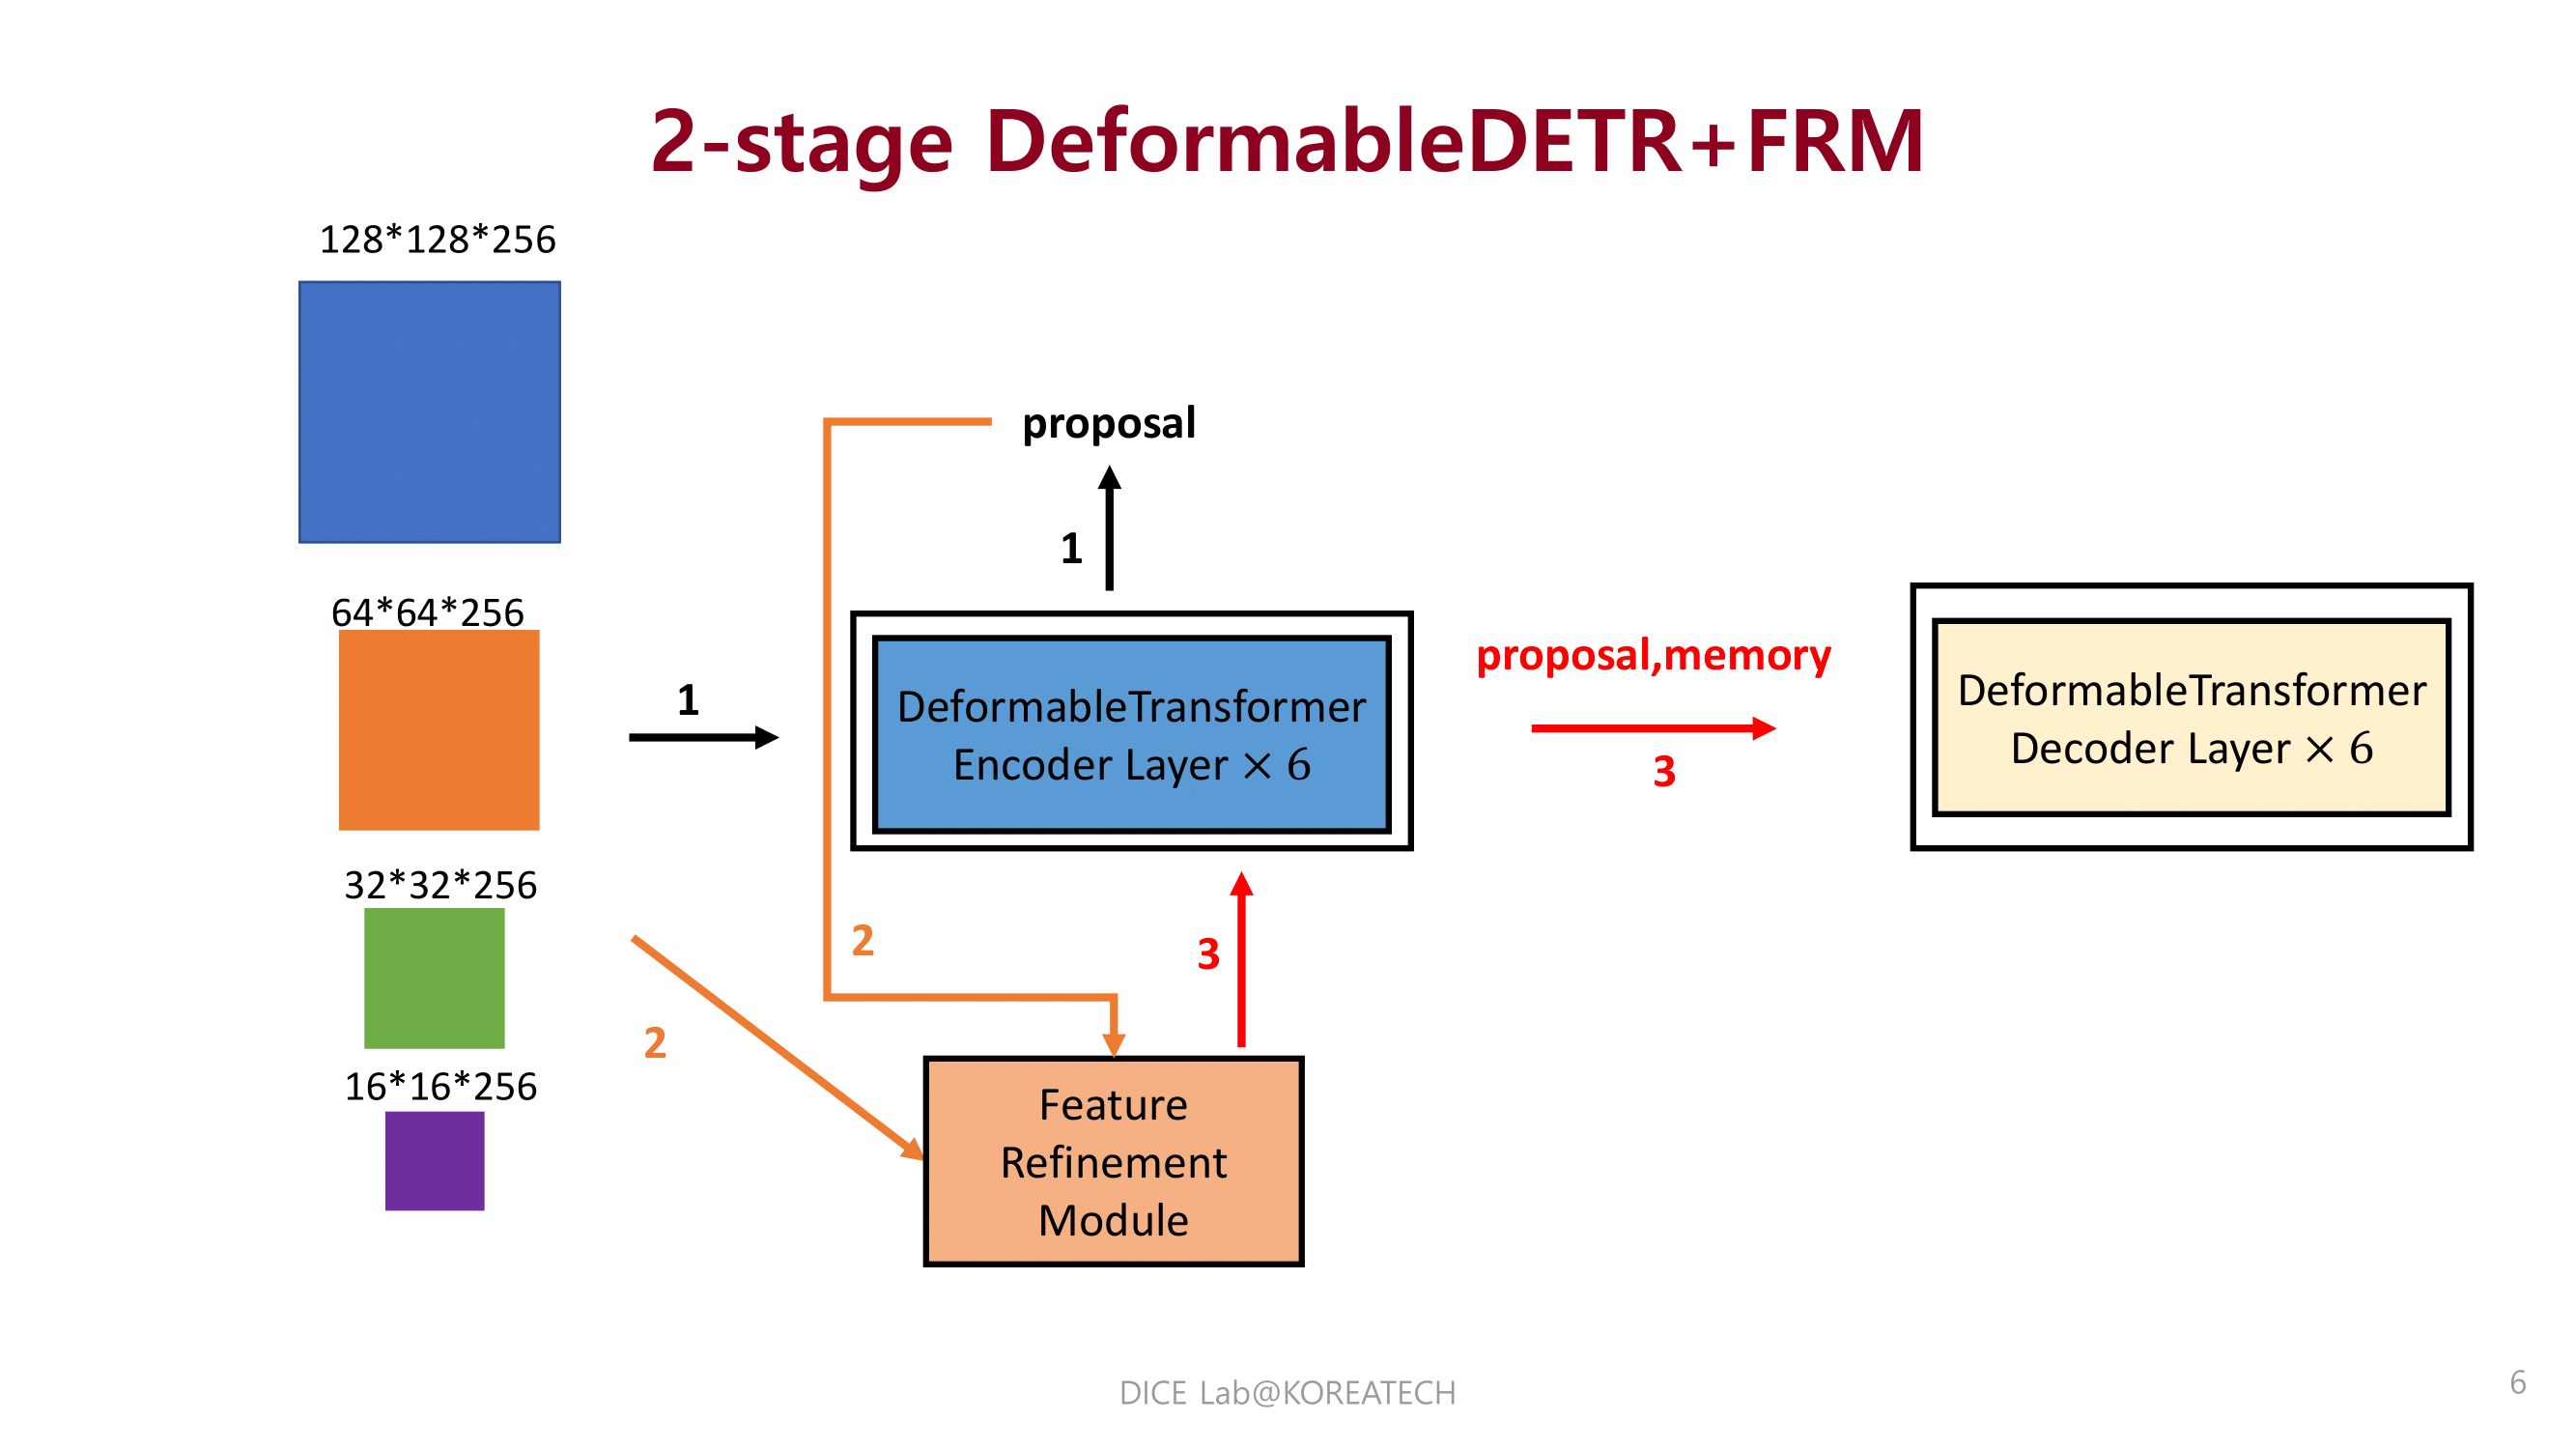 2-stage DeformableDETR+FRM
128*128*256
64*64*256
32*32*256
16*16*256
1
2
proposal
1
DeformableTransformer
Encoder Layer × 6
2
3
Feature
Refinement
Module
proposal,memory
3
DeformableTransformer
Decoder Layer × 6
DICE Lab@KOREATECH
6